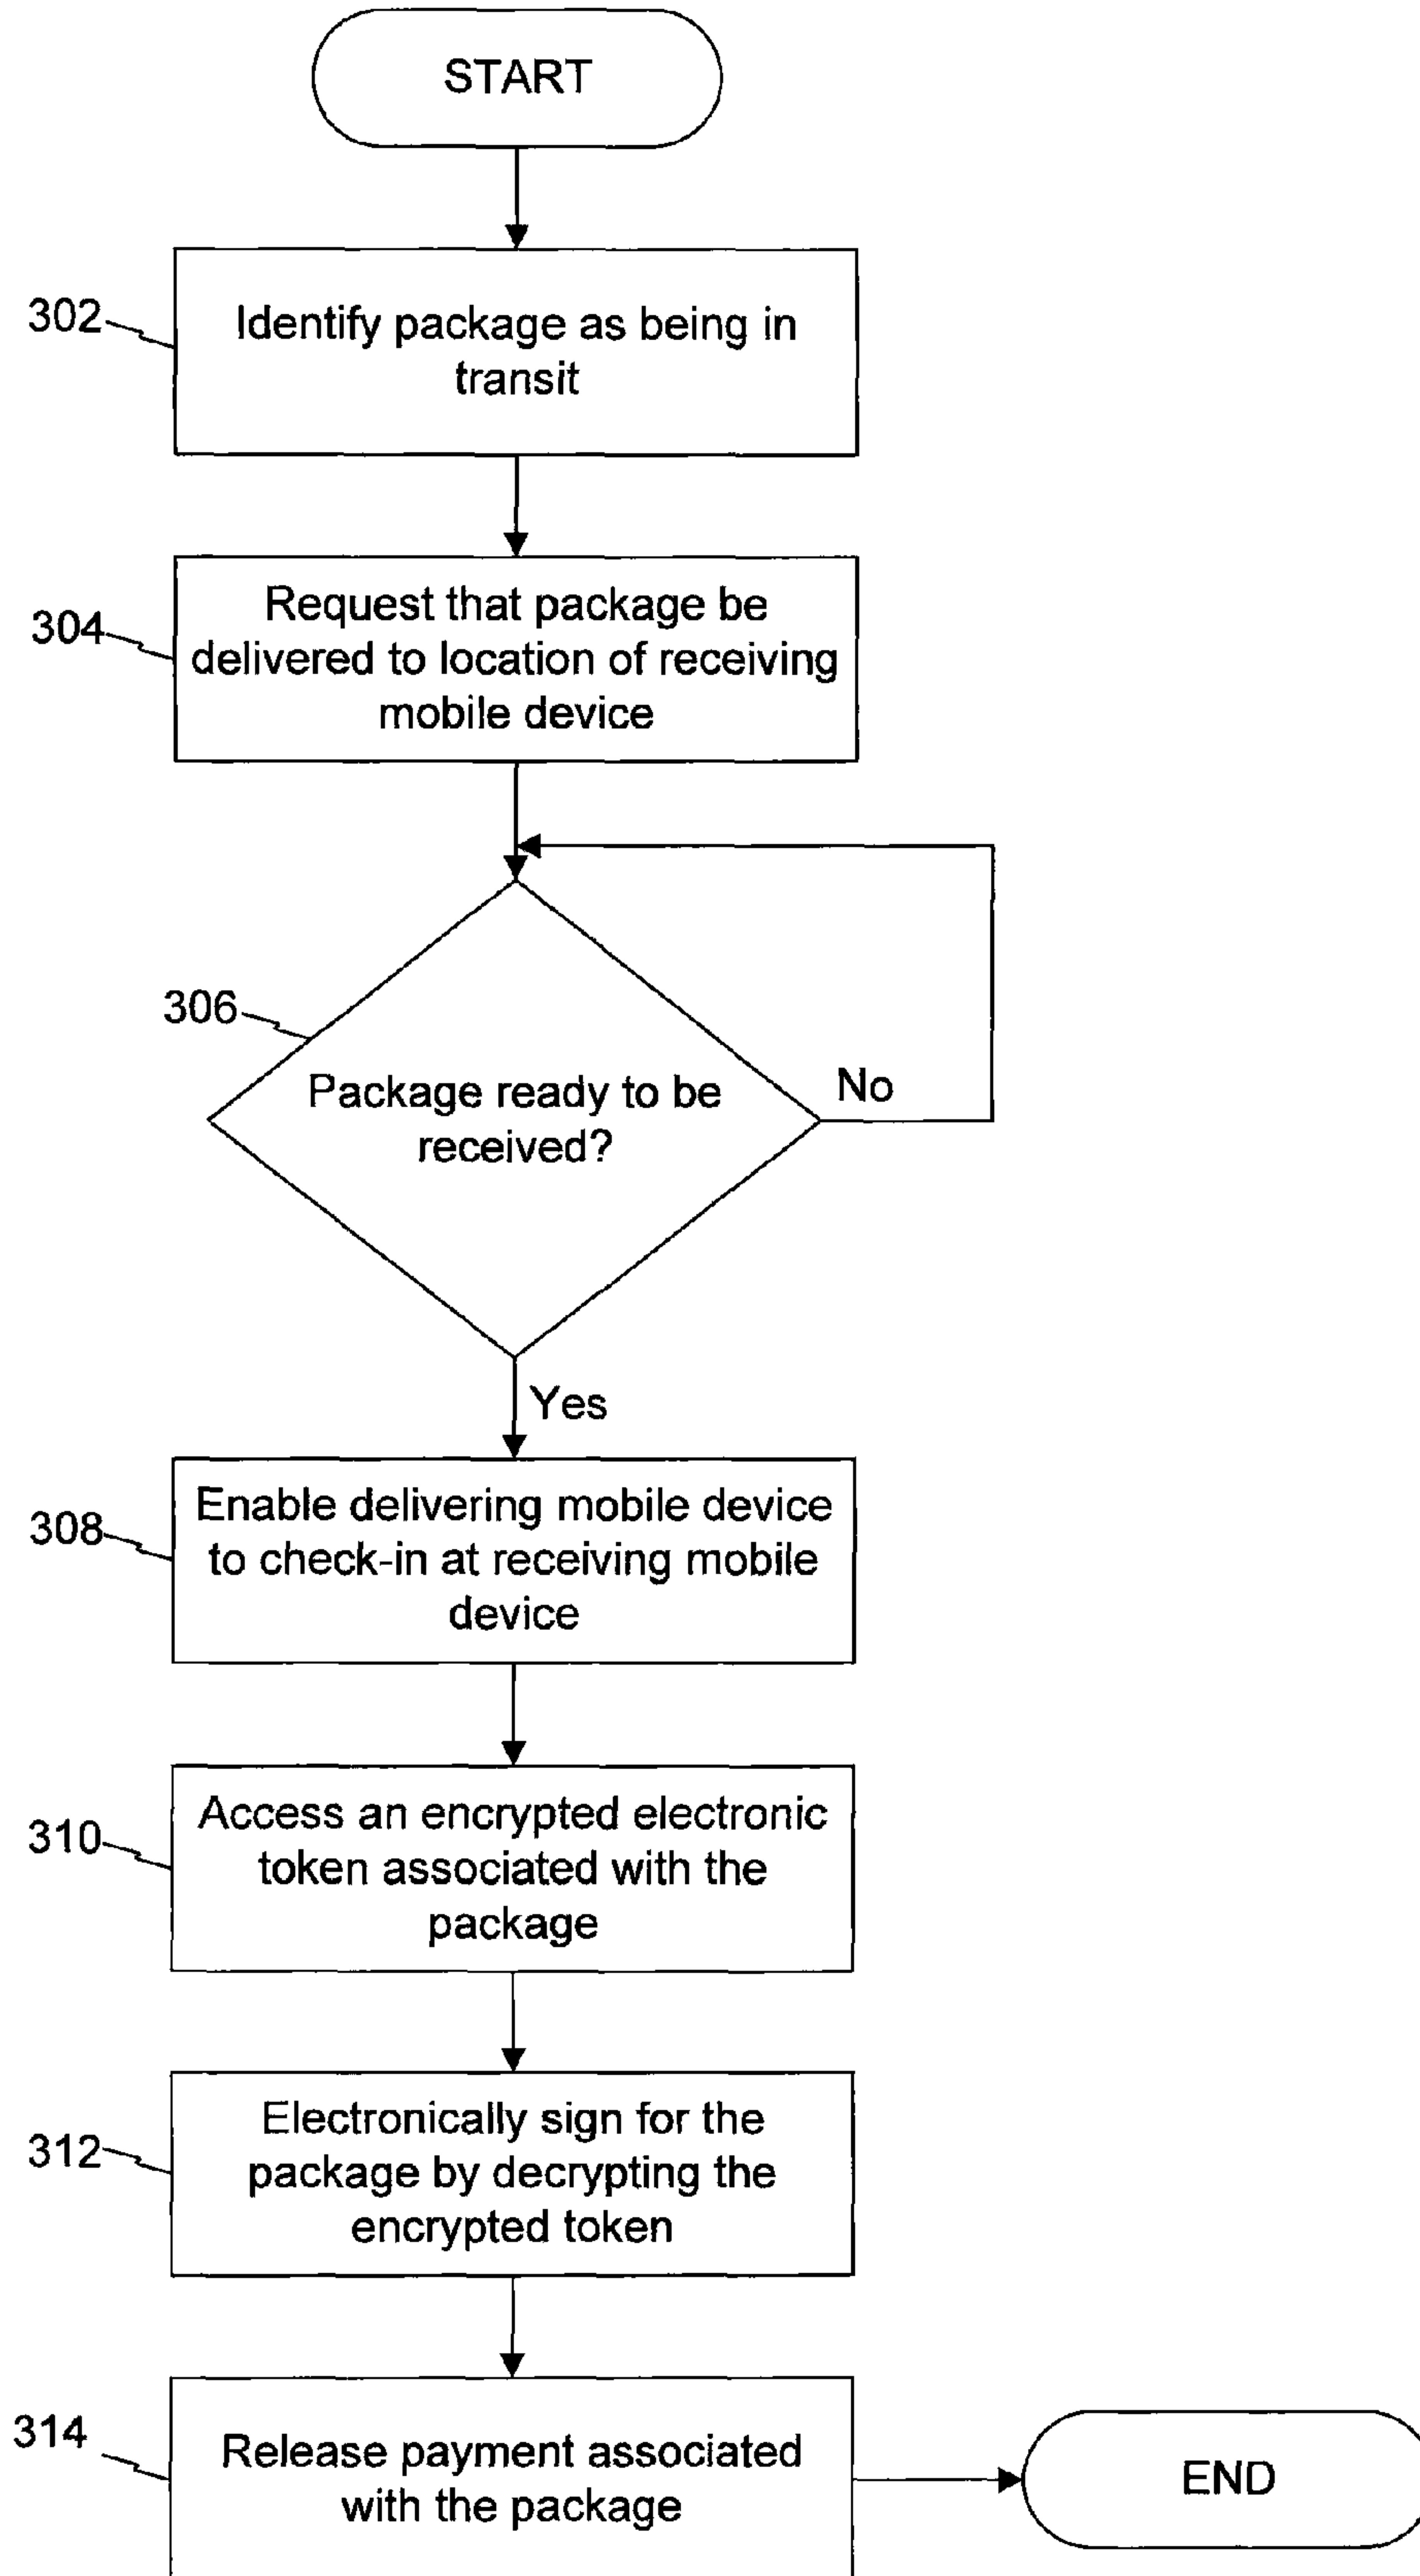 START
302
Identify package as being in
transit
304
Request that package be
delivered to location of receiving
mobile device
306
Package ready to be
received?
No
Yes
308
Enable delivering mobile device
to check-in at receiving mobile
device
310
Access an encrypted electronic
token associated with the
package
312
Electronically sign for the
package by decrypting the
encrypted token
314
Release payment associated
with the package
END